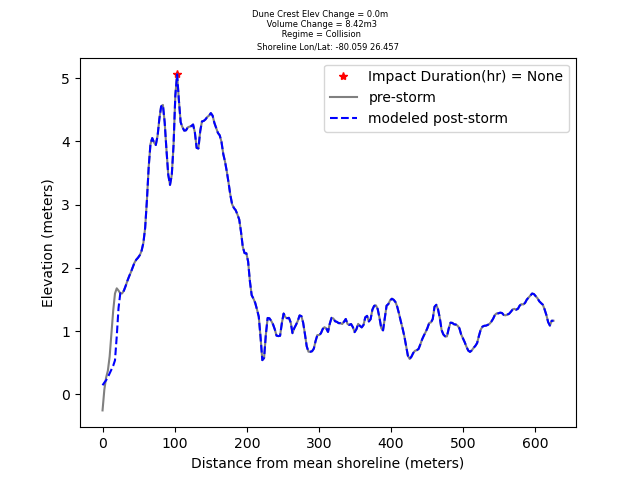 Dune Crest Elev Change = 0.0m
Volume Change = 8.42m3
Regime = Collision
Shoreline Lon/Lat: -80.059 26.457
Impact Duration(hr) = None
pre-storm
modeled post-storm
Elevation (meters)
5
4
3
2
1
0
0 100 200 300 400 500 600
Distance from mean shoreline (meters)